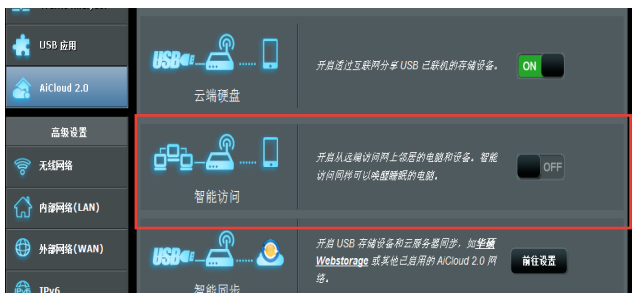 USB 应用
AiCloud 2.0
高级设置
无线网络
内部网络(LAN)
外部网络(WAN)
IPv6
USB
云端硬盘
开启透过互联网分享 USB 已联机的存储设备。
ON
智能访问
开启从远端访问网上邻居的电脑和设备。智能
访问同样可以唤醒睡眠的电脑。
OFF
USB
智能同步
开启 USB 存储设备和云服务器同步，如华硕
Webstorage 或其他已启用的 AiCloud 2.0 网
络。
前往设置